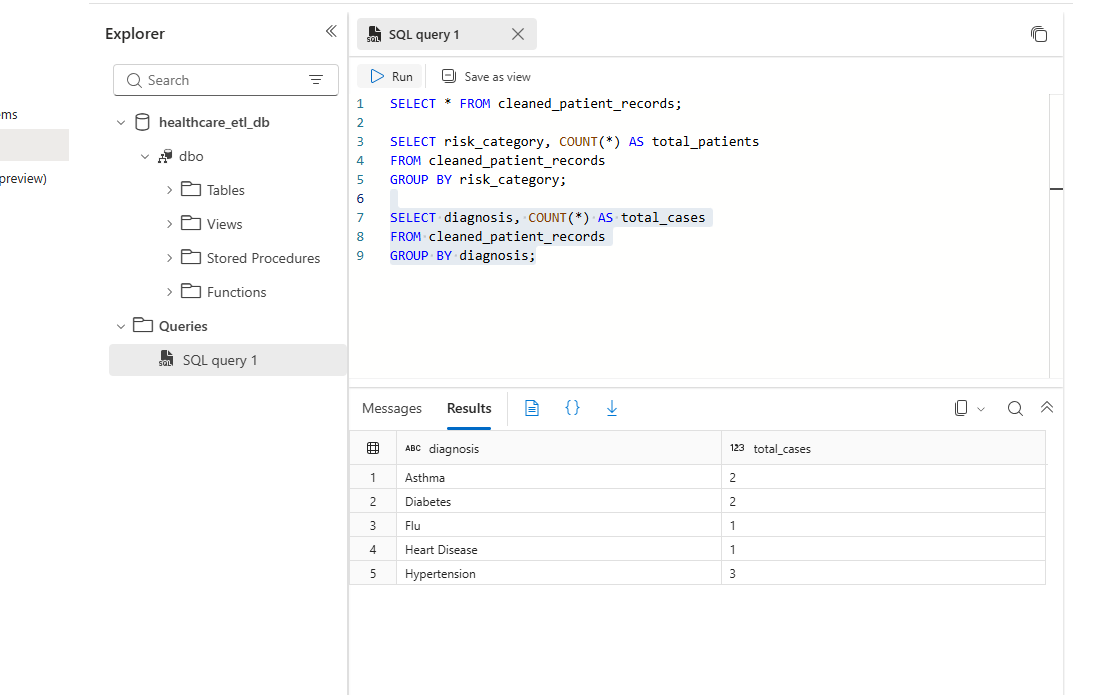 ems
preview)
Explorer
Search
healthcare_etl_db
dbo
Tables
Views
Stored Procedures
Functions
Queries
SQL query 1
SQL query 1
Run
Save as view
1 SELECT * FROM cleaned_patient_records;
2
3 SELECT risk_category, COUNT(*) AS total_patients
4 FROM cleaned_patient_records
5 GROUP BY risk_category;
6
7 SELECT diagnosis, COUNT(*) AS total_cases
8 FROM cleaned_patient_records
9 GROUP BY diagnosis;
Messages Results
ABC diagnosis 123 total_cases
1 Asthma 2
2 Diabetes 2
3 Flu 1
4 Heart Disease 1
5 Hypertension 3